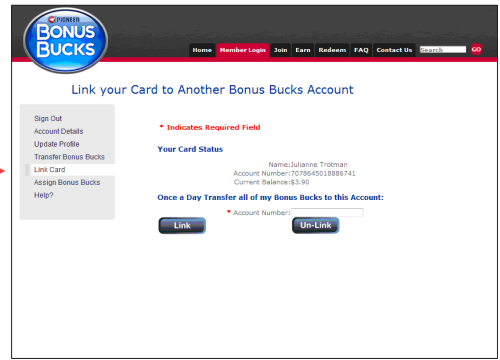 PIONEER
BONUS
BUCKS
Home Member Login Join Earn Redeem FAQ Contact Us Search GO
Link your Card to Another Bonus Bucks Account
Sign Out
Account Details
Update Profile
Transfer Bonus Bucks
Link Card
Assign Bonus Bucks
Help?
* Indicates Required Field
Your Card Status
Name:Julianne Trotman
Account Number:7078645018886741
Current Balance:$3.90
Once a Day Transfer all of my Bonus Bucks to this Account:
* Account Number:
Link Un-Link